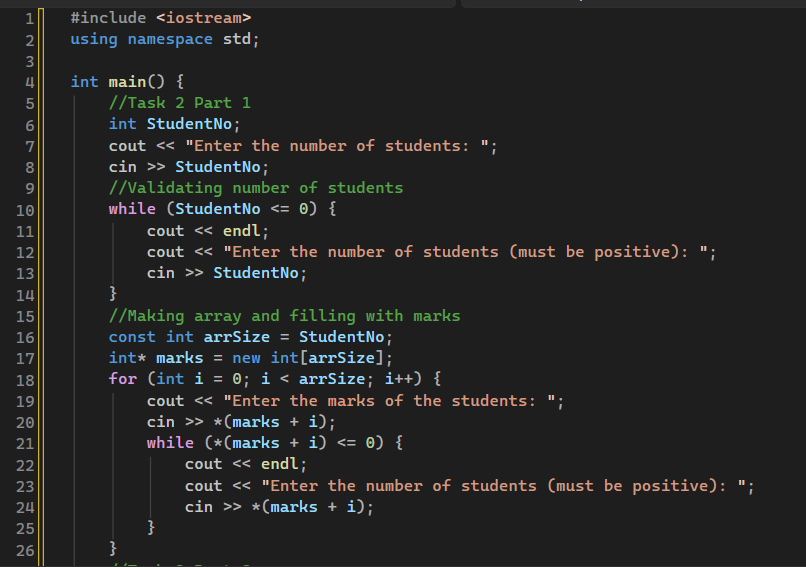 1 #include <iostream>
2 using namespace std;
3
4 int main() {
5 //Task 2 Part 1
6 int StudentNo;
7 cout << "Enter the number of students: ";
8 cin >> StudentNo;
9 //Validating number of students
10 while (StudentNo <= 0) {
11 cout << endl;
12 cout << "Enter the number of students (must be positive): ";
13 cin >> StudentNo;
14 }
15 //Making array and filling with marks
16 const int arrSize = StudentNo;
17 int* marks = new int[arrSize];
18 for (int i = 0; i < arrSize; i++) {
19 cout << "Enter the marks of the students: ";
20 cin >> *(marks + i);
21 while (*(marks + i) <= 0) {
22 cout << endl;
23 cout << "Enter the number of students (must be positive): ";
24 cin >> *(marks + i);
25 }
26 }